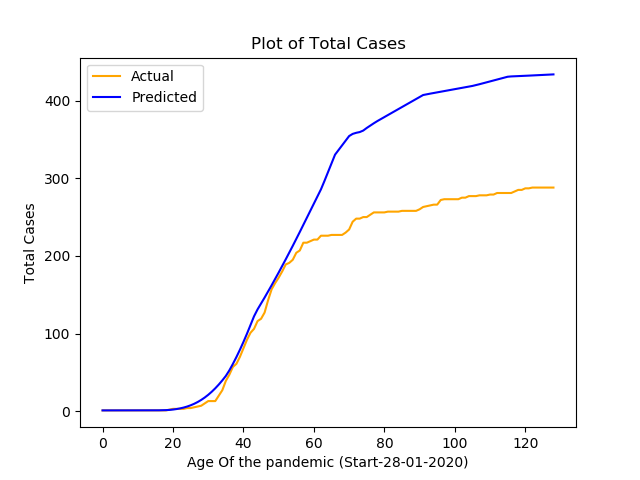 Plot of Total Cases
Actual
Predicted
Total Cases
400
300
200
100
0
0 20 40 60 80 100 120
Age Of the pandemic (Start-28-01-2020)